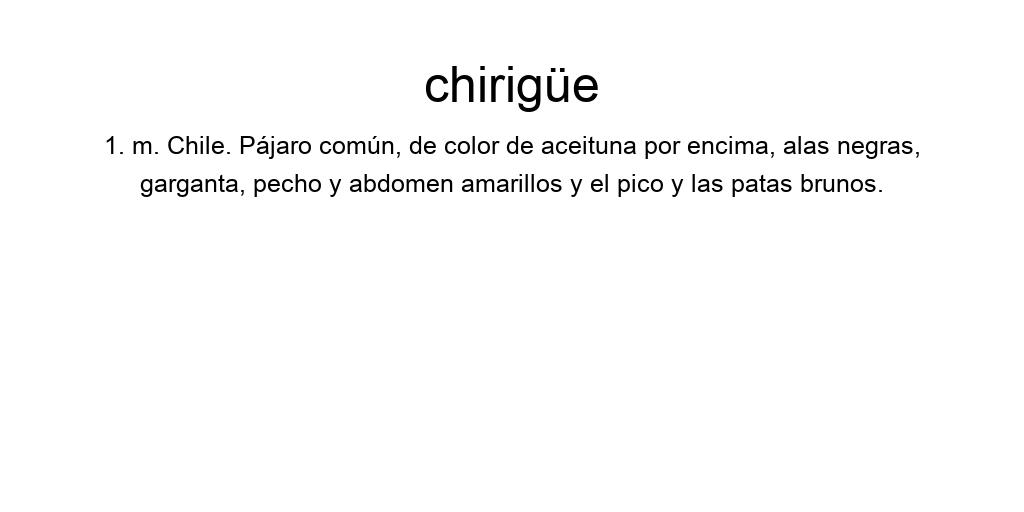 chirigüe
1. m. Chile. Pájaro común, de color de aceituna por encima, alas negras,
garganta, pecho y abdomen amarillos y el pico y las patas brunos.